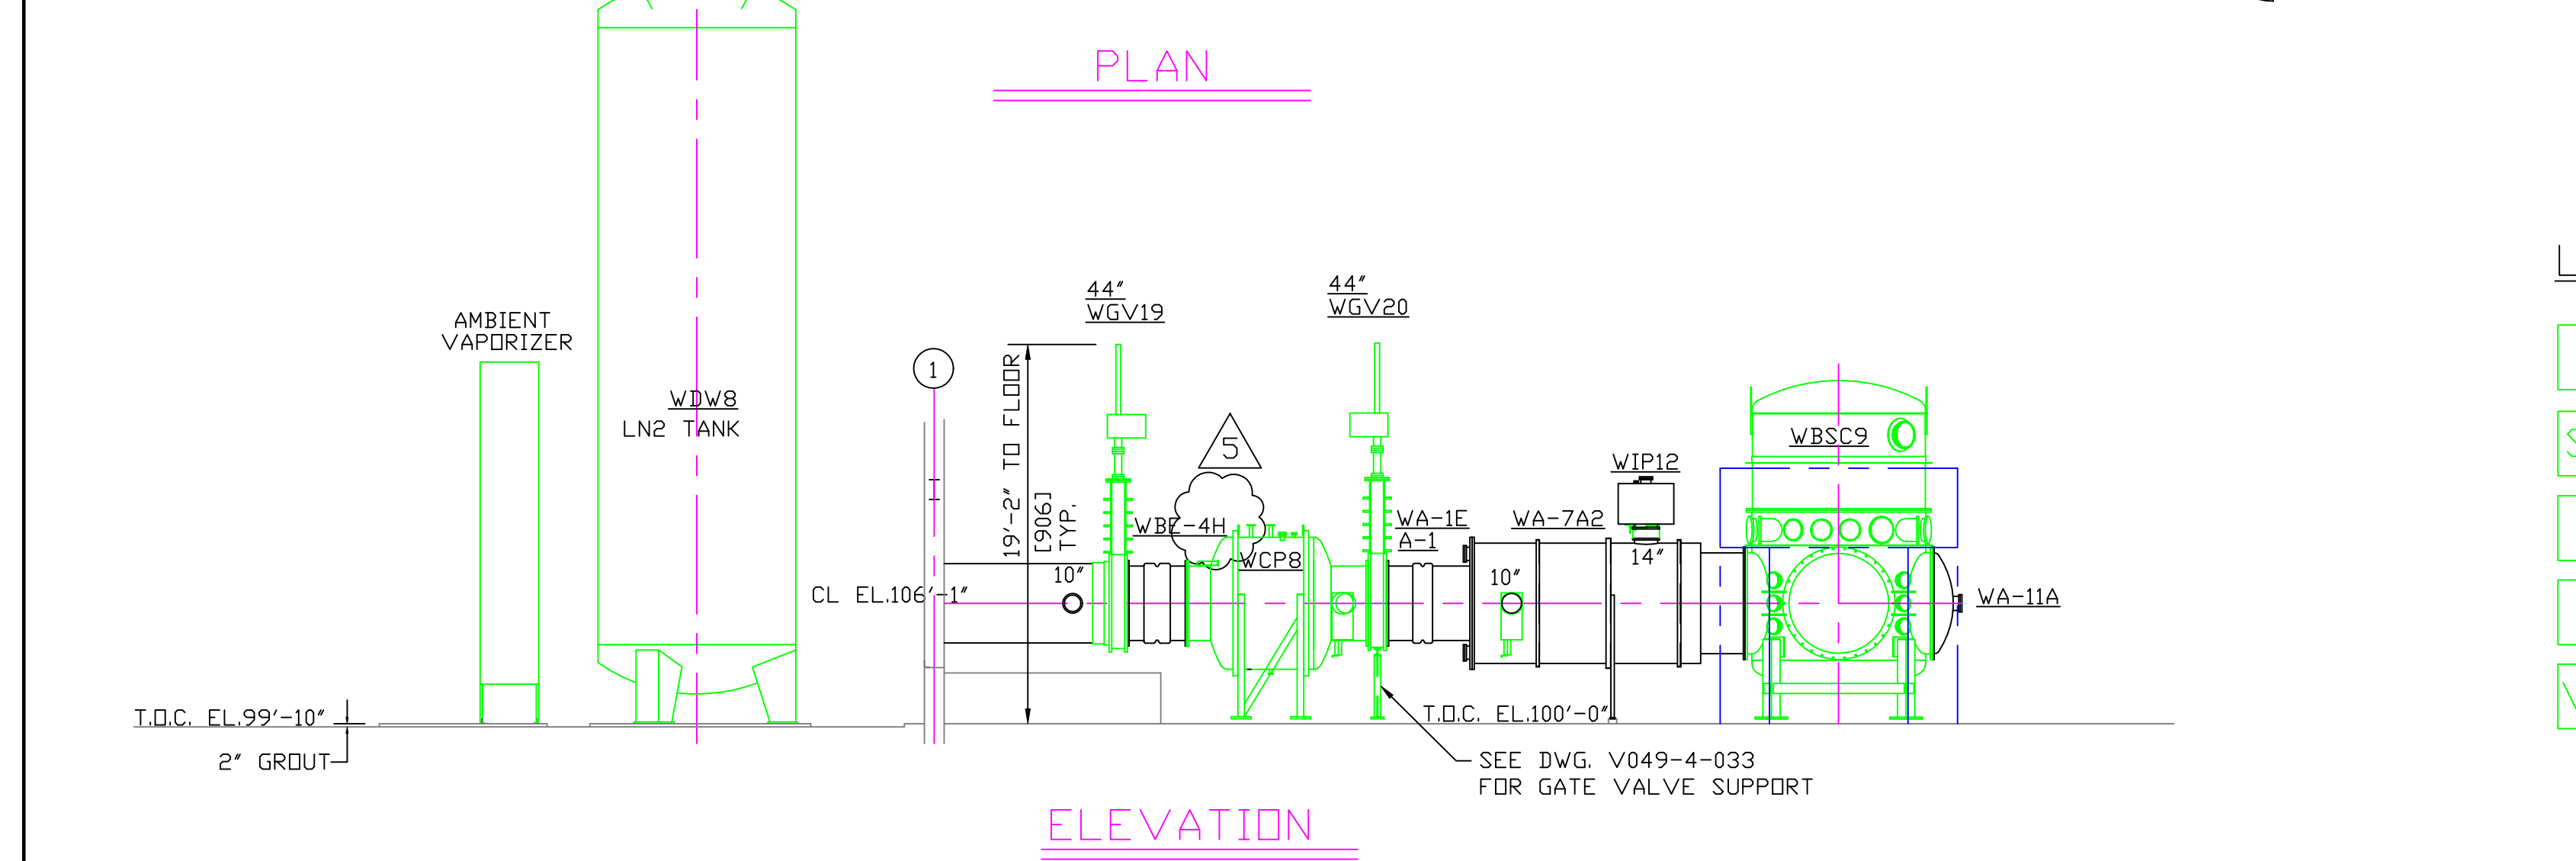 PLAN
44"
WGV19
44"
WGV20
AMBIENT
VAPORIZER
1
19'-2" TO FLOOR
[906]
TYP.
WDW8
LN2 TANK
5
WBSC9
WIP12
WBE-4H
WA-1E
A-1
WA-7A2
WCP8
14"
10"
10"
CL EL.106'-1"
WA-11A
T.O.C. EL.99'-10"
T.O.C. EL.100'-0"
2" GROUT
SEE DWG. V049-4-033
FOR GATE VALVE SUPPORT
ELEVATION